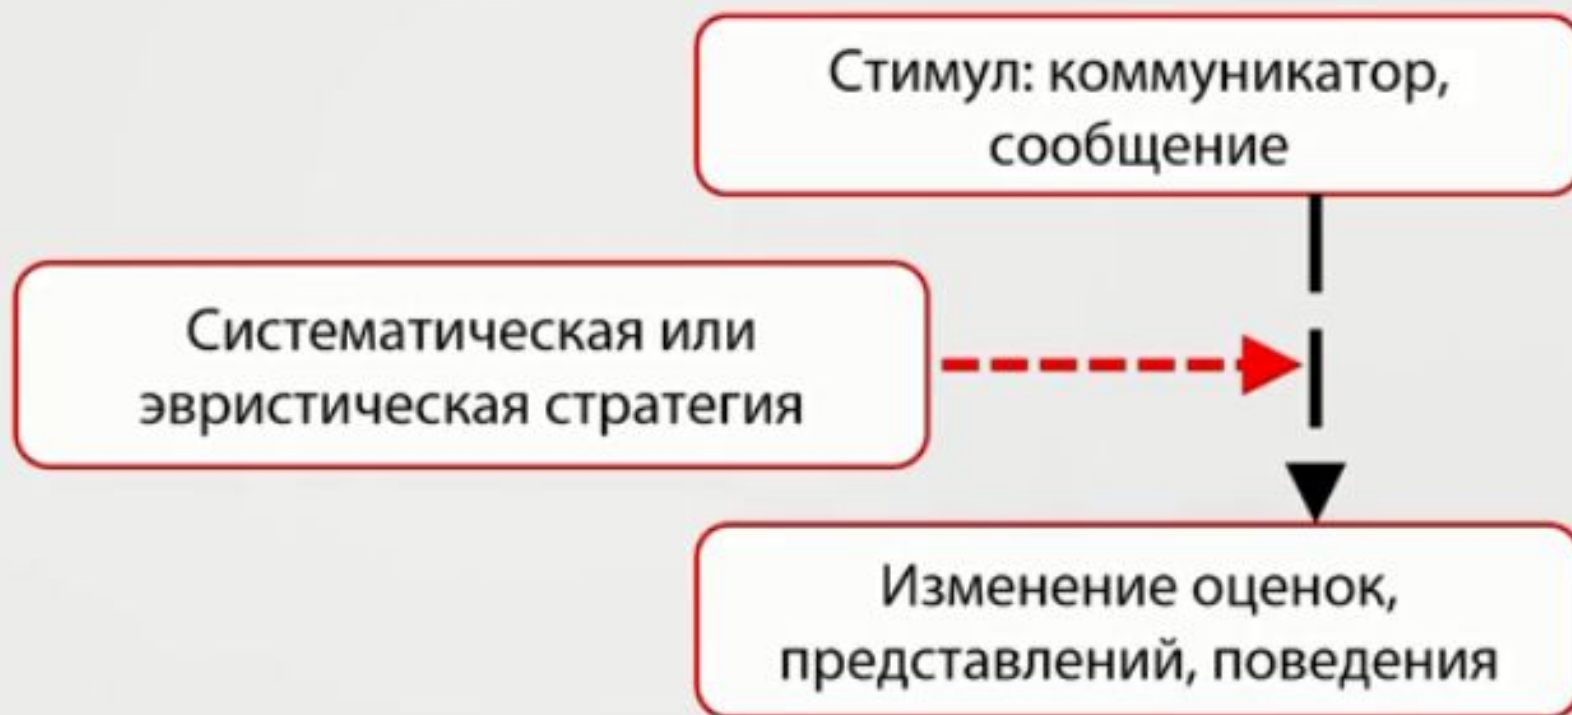 Стимул: коммуникатор,
сообщение
Систематическая или
эвристическая стратегия
Изменение оценок,
представлений, поведения